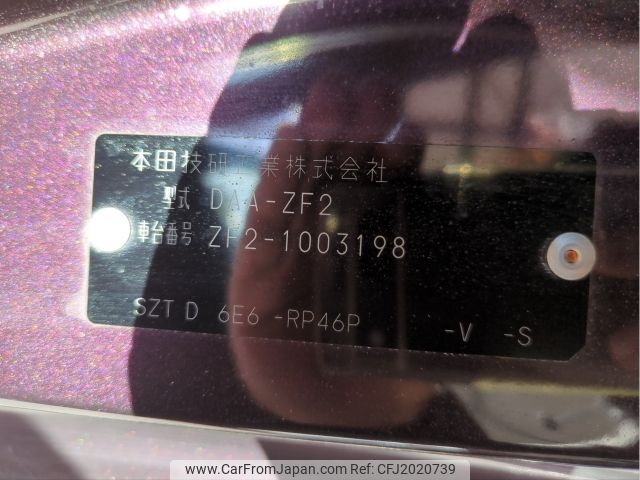 本田技研工業株式会社
型式 DAA-ZF2
車台番号 ZF2-1003198
SZT D 6E6 -RP46P -V -S
www.CarFromJapan.com | Ref Code: CFJ2020739